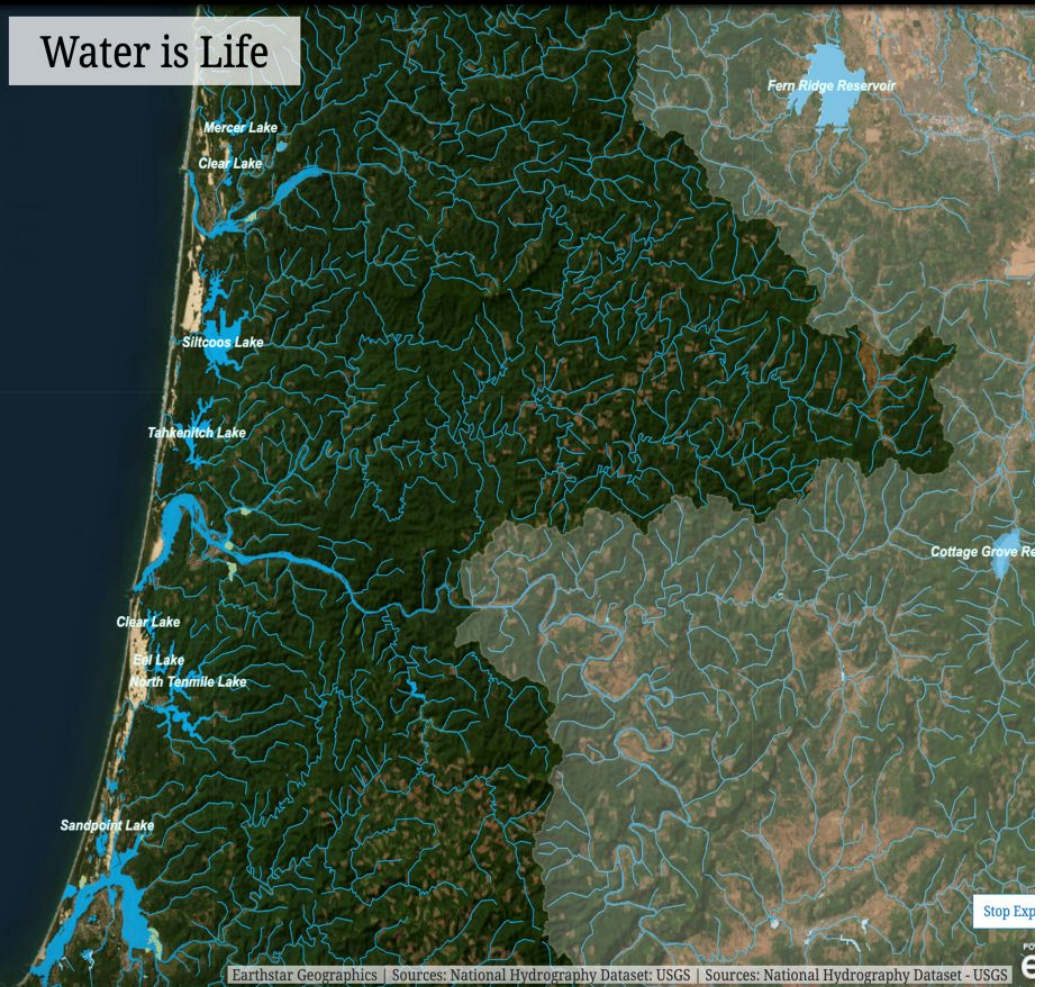 Water is Life
Fern Ridge Reservoir
Mercer Lake
Clear Lake
Siltcoos Lake
Tahkenitch Lake
Cottage Grove Re
Clear Lake
Eel Lake
North Tenmile Lake
Sandpoint Lake
Stop Exp
PO
e
Earthstar Geographics | Sources: National Hydrography Dataset: USGS | Sources: National Hydrography Dataset - USGS